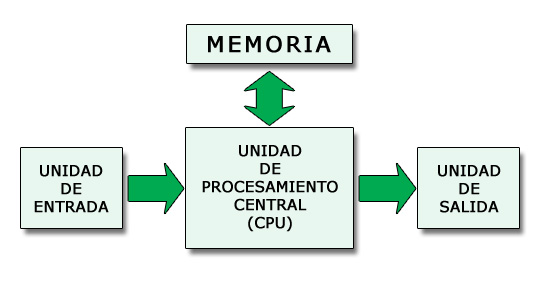 MEMORIA
UNIDAD
DE
ENTRADA
UNIDAD
DE
PROCESAMIENTO
CENTRAL
(CPU)
UNIDAD
DE
SALIDA